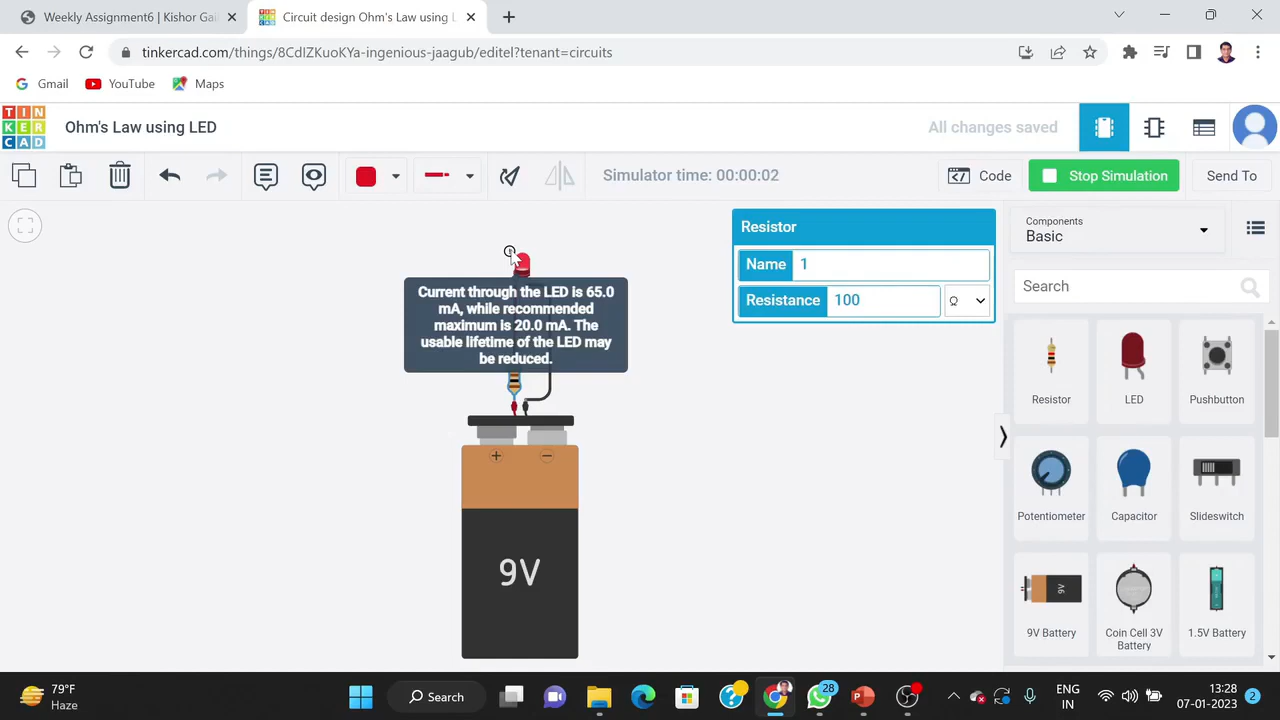 Weekly Assignment6 | Kishor Gai
Circuit design Ohm's Law using L
tinkercad.com/things/8CdIZKuoKYa-ingenious-jaagub/editel?tenant=circuits
Gmail
YouTube
Maps
TIN
KER
CAD
Ohm's Law using LED
All changes saved
Simulator time: 00:00:02
Code
Stop Simulation
Send To
Resistor
Name 1
Resistance 100 Ω
Components
Basic
Search
Current through the LED is 65.0
mA, while recommended
maximum is 20.0 mA. The
usable lifetime of the LED may
be reduced.
+ −
9V
Resistor
LED
Pushbutton
Potentiometer
Capacitor
Slideswitch
9V
9V Battery
Coin Cell 3V
Battery
1.5V Battery
79°F
Haze
Search
28
ENG
IN
13:28
07-01-2023
2